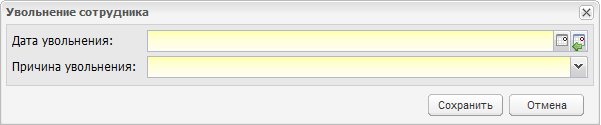 Увольнение сотрудника
Дата увольнения:
Причина увольнения:
Сохранить Отмена